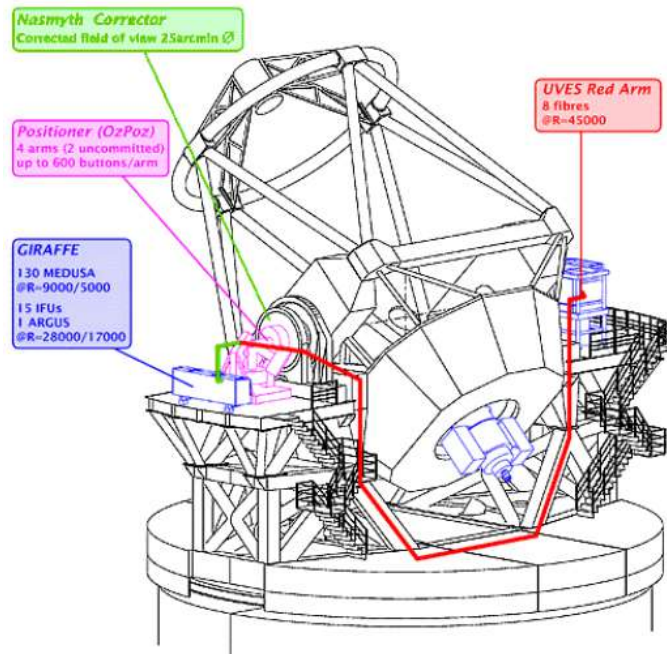 Nasmyth Corrector
Corrected field of view 25arcmin Ø
UVES Red Arm
8 fibres
@R=45000
Positioner (OzPoz)
4 arms (2 uncommitted)
up to 600 buttons/arm
GIRAFFE
130 MEDUSA
@R=9000/5000
15 IFUs
1 ARGUS
@R=28000/17000